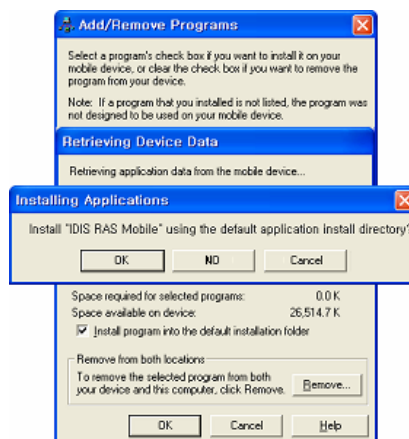 Add/Remove Programs
Select a program's check box if you want to install it on your
mobile device, or clear the check box if you want to remove the
program from your device.
Note: If a program that you installed is not listed, the program was
not designed to be used on your mobile device.
Retrieving Device Data
Retrieving application data from the mobile device...
Installing Applications
Install "IDIS RAS Mobile" using the default application install directory?
OK NO Cancel
Space required for selected programs: 0.0 K
Space available on device: 26,514.7 K
Install program into the default installation
folder
Remove from both locations
To remove the selected program from both
your device and this computer, click Remove.
Remove...
OK Cancel Help